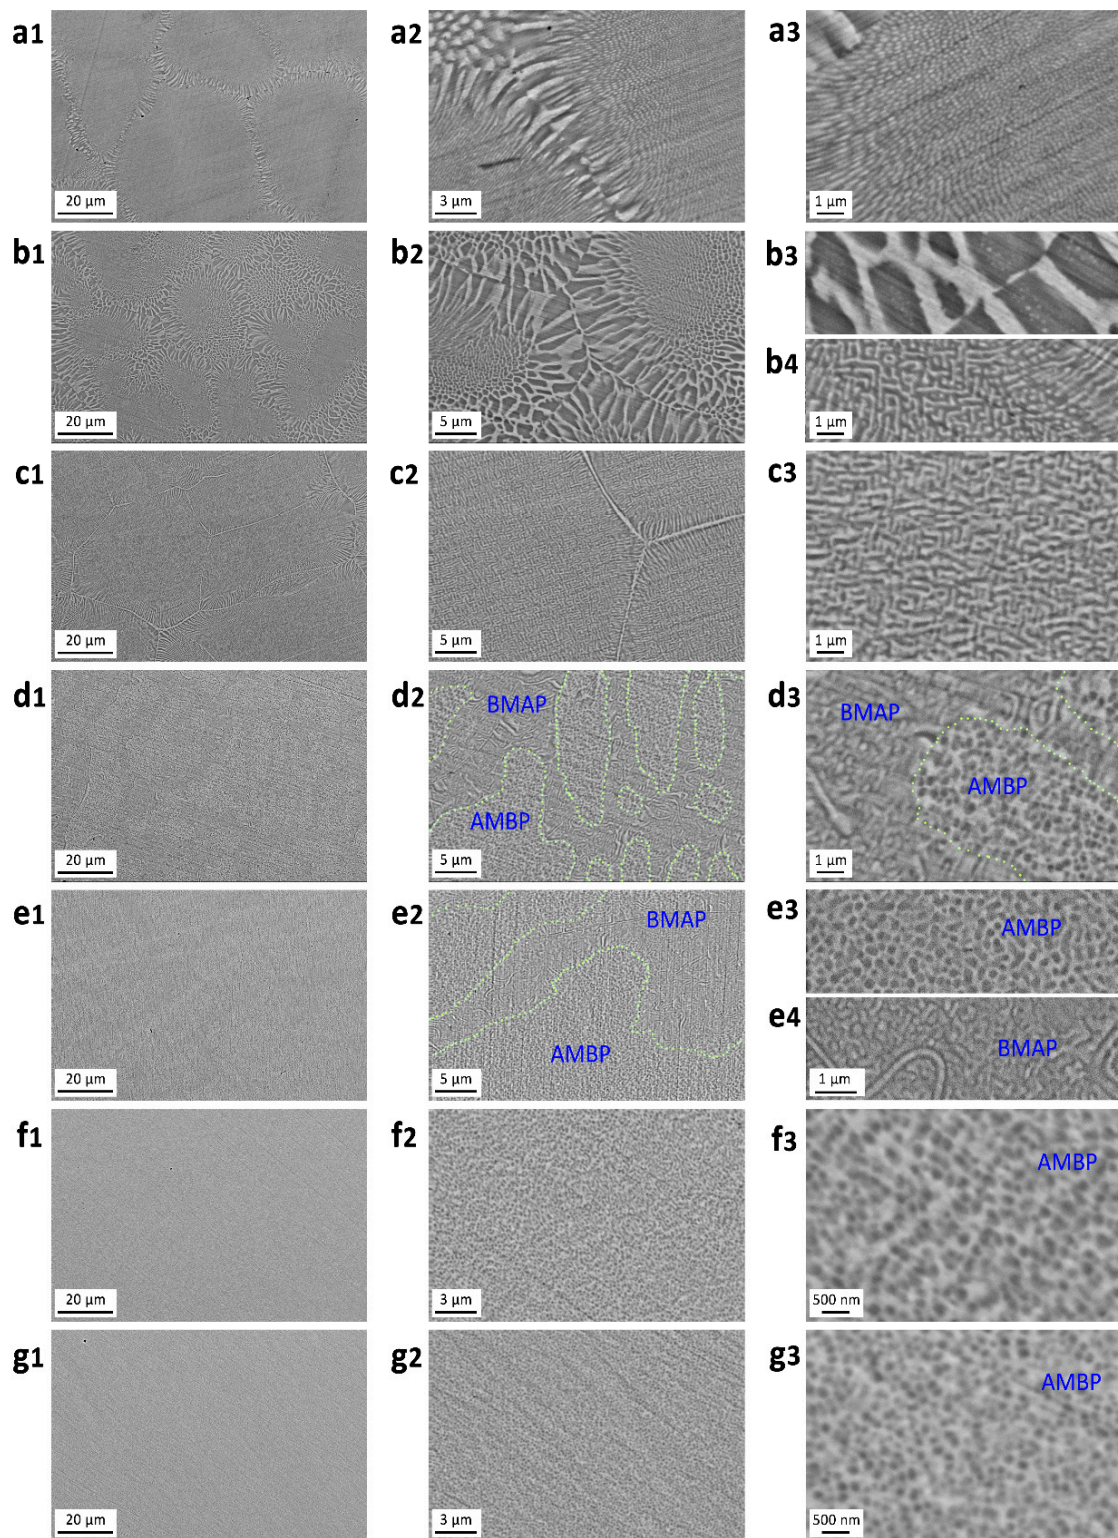 a1
20 µm
a2
3 µm
a3
1 µm
b1
20 µm
b2
5 µm
b3
b4
1 µm
c1
20 µm
c2
5 µm
c3
1 µm
d1
20 µm
d2
BMAP
AMBP
5 µm
d3
BMAP
AMBP
1 µm
e1
20 µm
e2
BMAP
AMBP
5 µm
e3
AMBP
e4
BMAP
1 µm
f1
20 µm
f2
3 µm
f3
AMBP
500 nm
g1
20 µm
g2
3 µm
g3
AMBP
500 nm